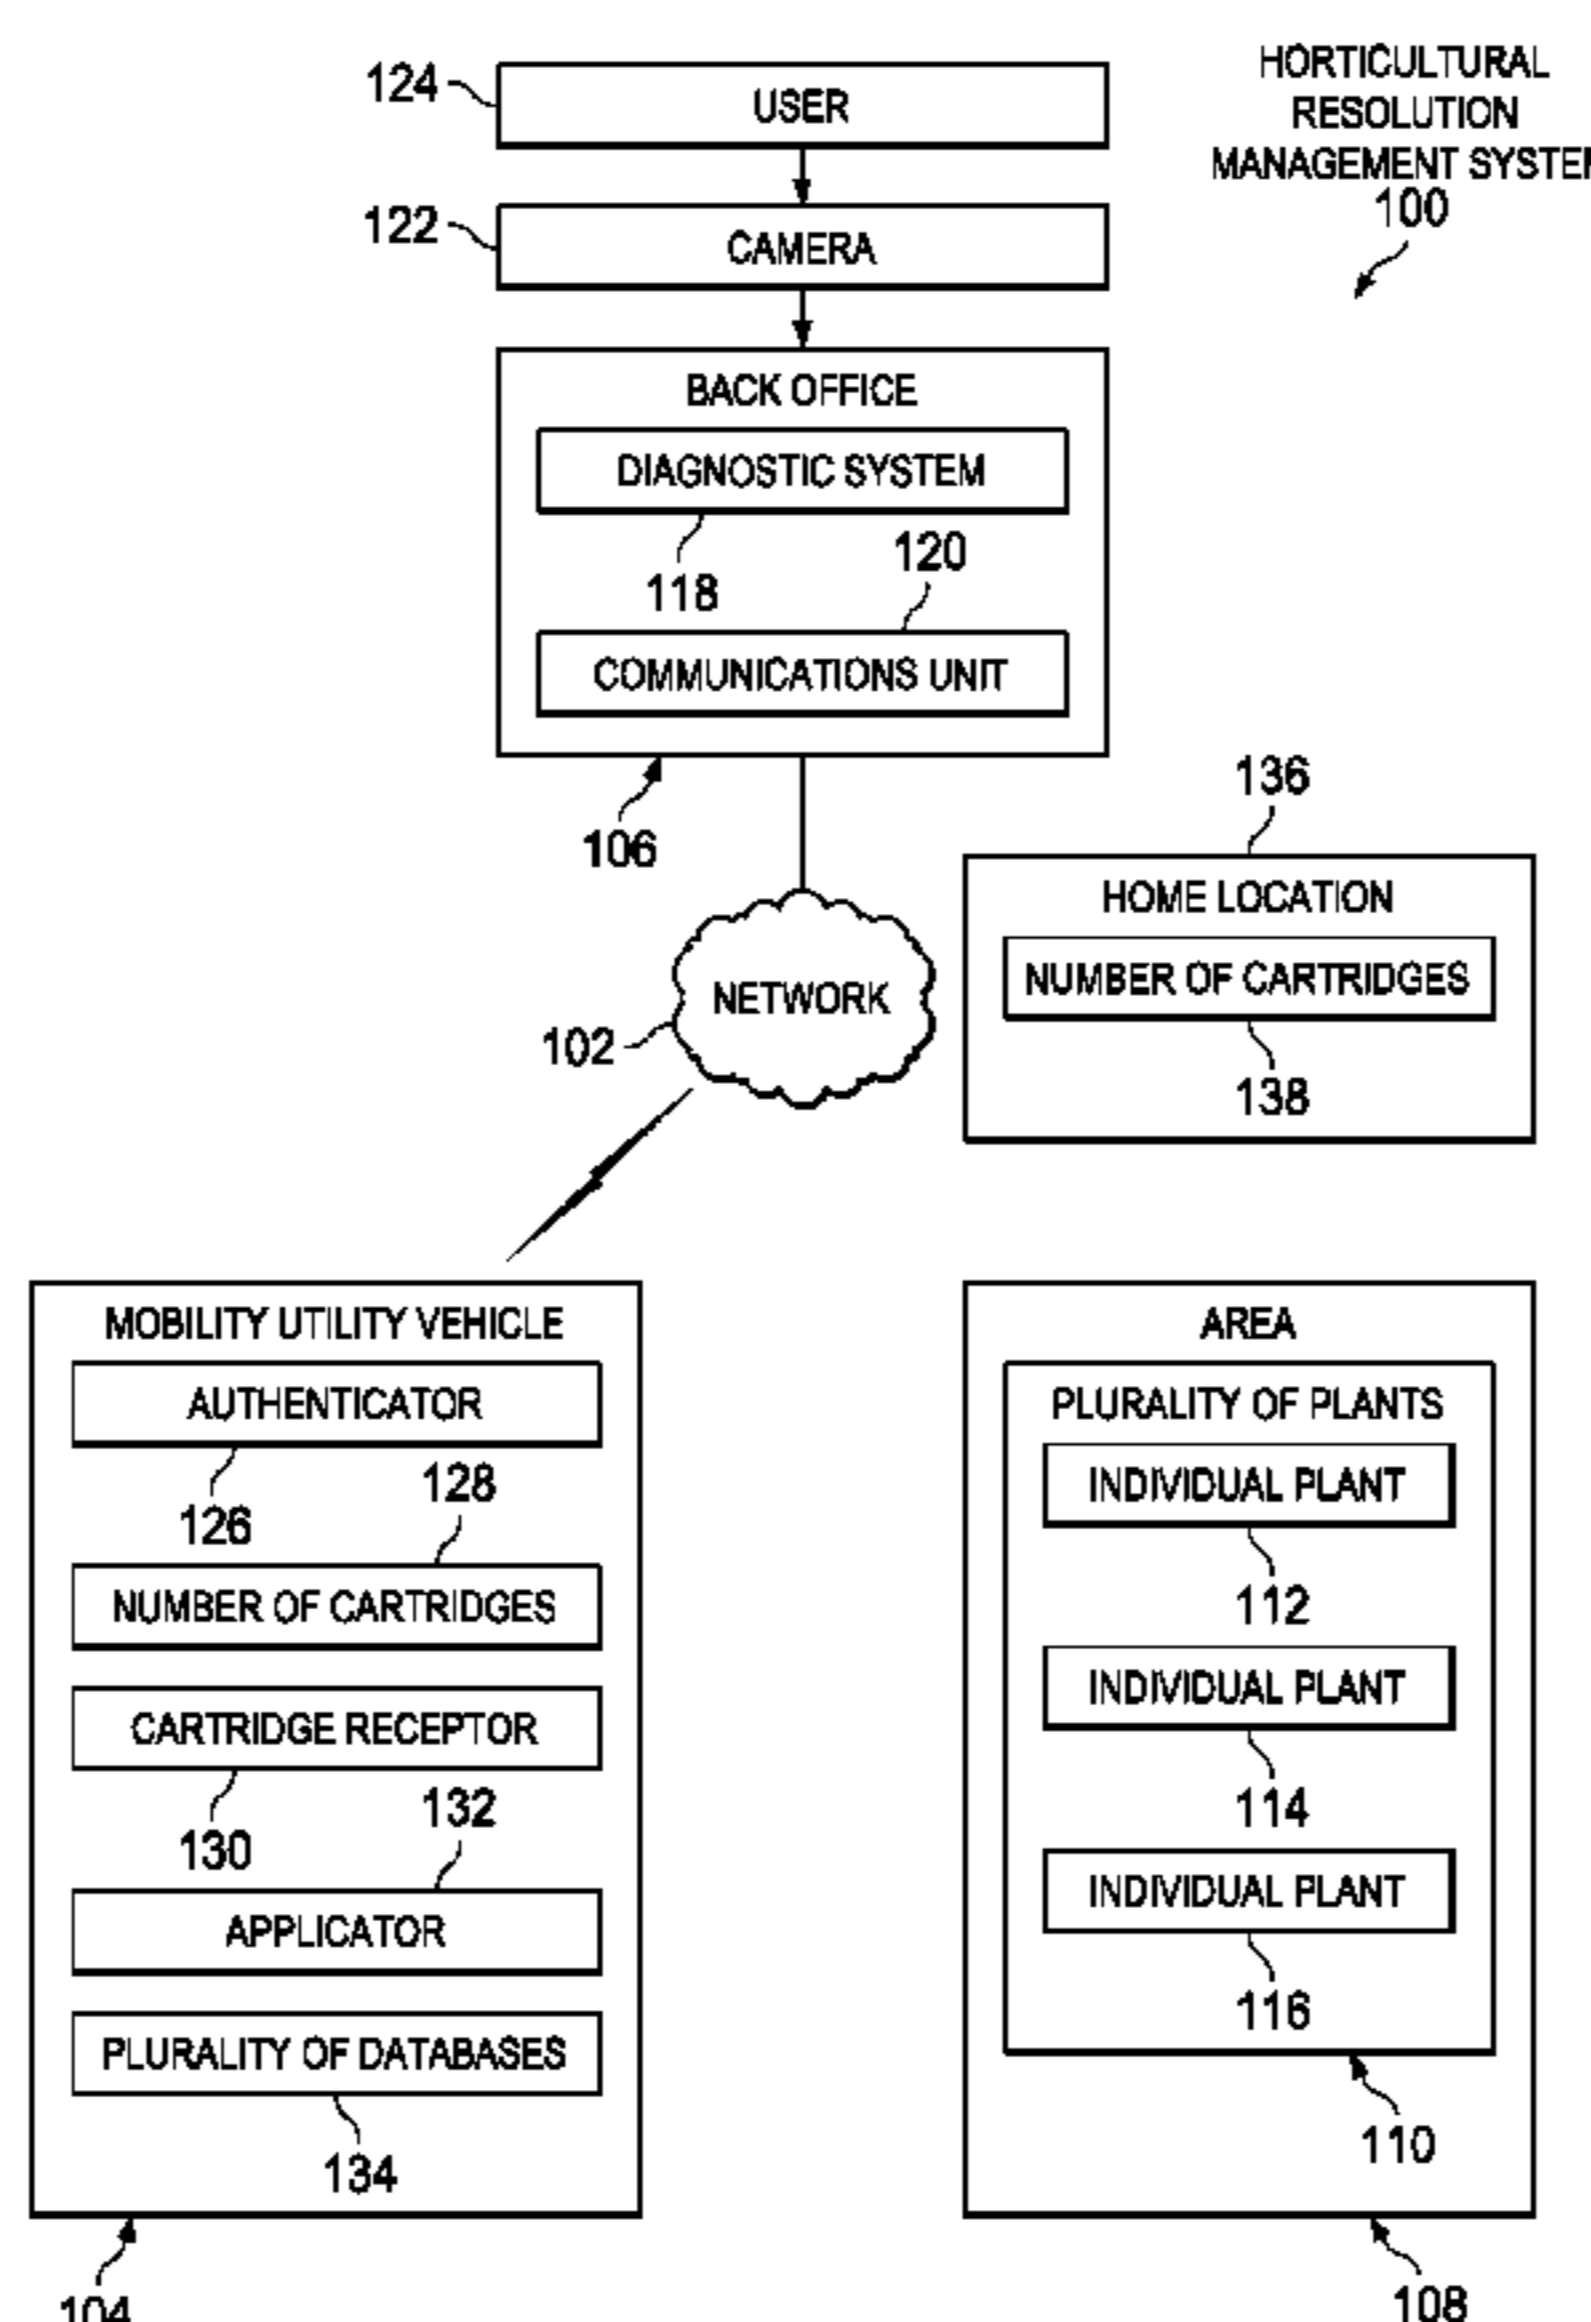 HORTICULTURAL
RESOLUTION
MANAGEMENT SYSTEM
100
124
USER
122
CAMERA
BACK OFFICE
DIAGNOSTIC SYSTEM
118
120
COMMUNICATIONS UNIT
106
136
HOME LOCATION
NUMBER OF CARTRIDGES
138
NETWORK
102
MOBILITY UTILITY VEHICLE
AUTHENTICATOR
126
128
NUMBER OF CARTRIDGES
CARTRIDGE RECEPTOR
130
132
APPLICATOR
PLURALITY OF DATABASES
134
104
AREA
PLURALITY OF PLANTS
INDIVIDUAL PLANT
112
INDIVIDUAL PLANT
114
INDIVIDUAL PLANT
116
110
108